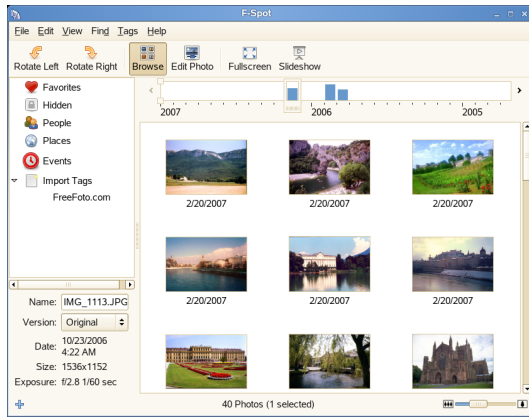 F-Spot
File Edit View Find Tags Help
Rotate Left Rotate Right Browse Edit Photo Fullscreen Slideshow
Favorites
Hidden
People
Places
Events
Import Tags
FreeFoto.com
2007 2006 2005
2/20/2007 2/20/2007 2/20/2007
2/20/2007 2/20/2007 2/20/2007
Name: IMG_1113.JPG
Version: Original
Date: 10/23/2006
4:22 AM
Size: 1536x1152
Exposure: f/2.8 1/60 sec
40 Photos (1 selected)